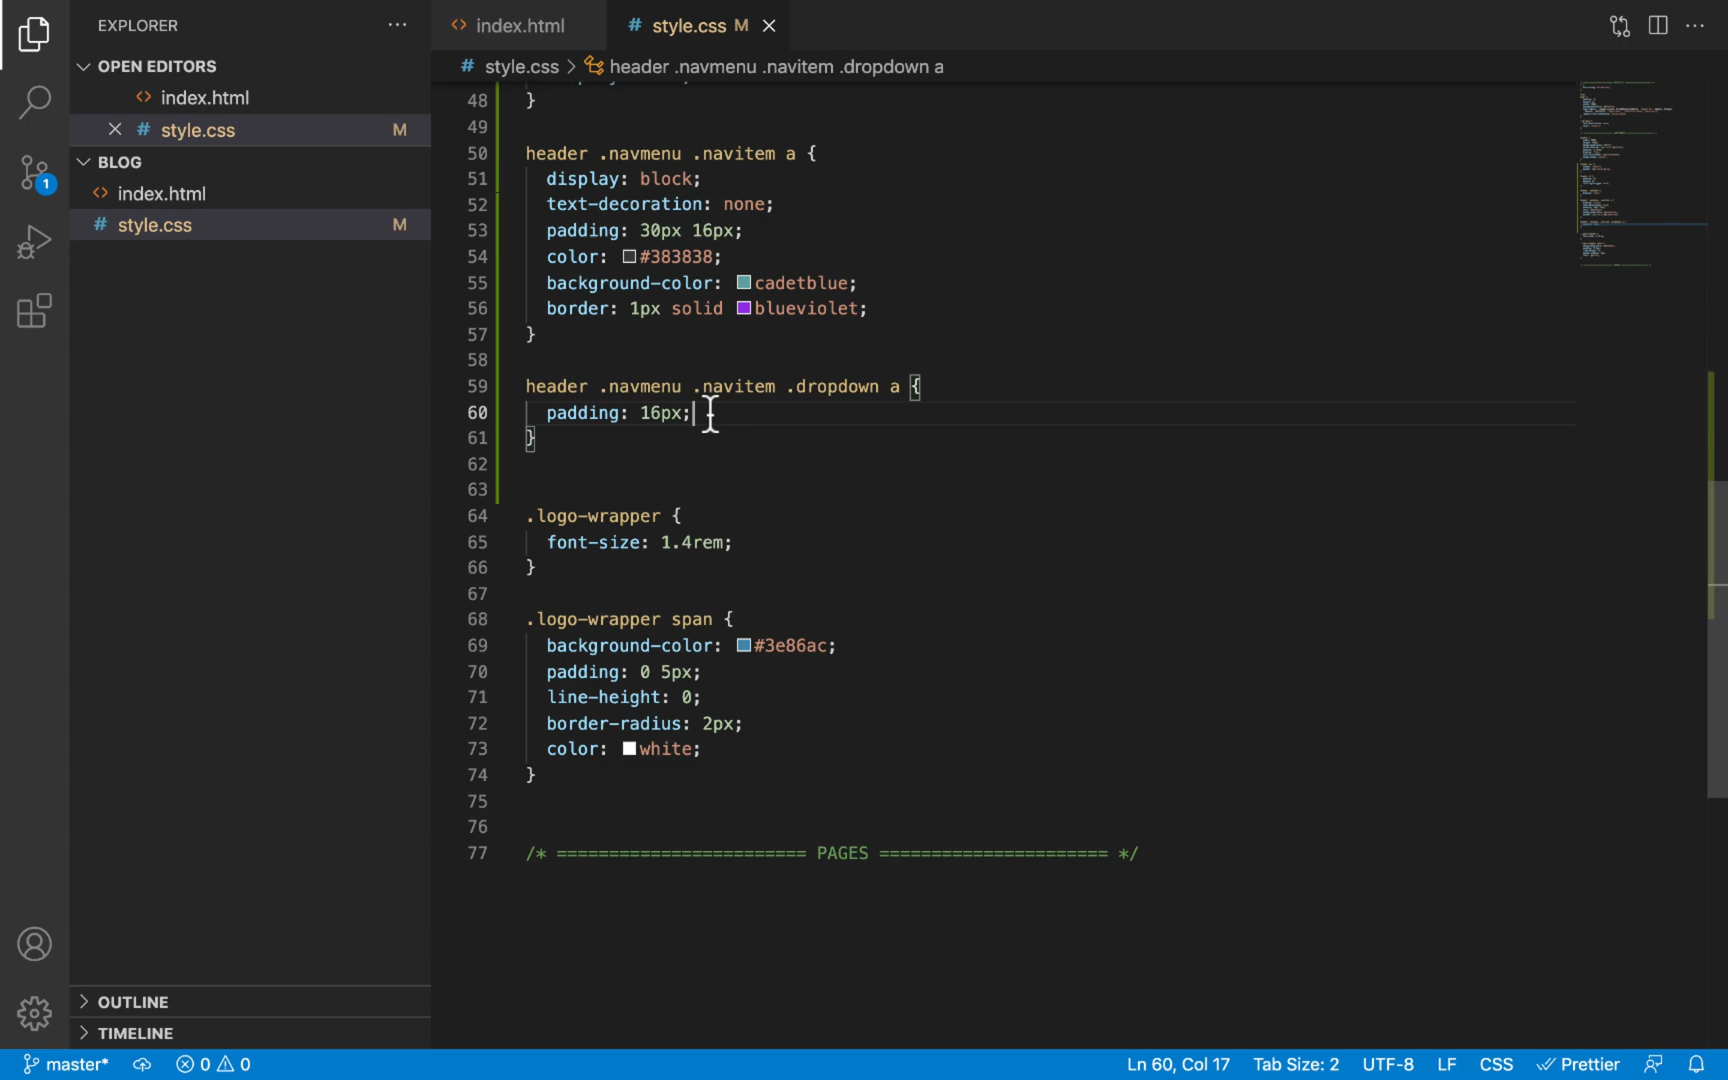 EXPLORER
index.html
style.css M
OPEN EDITORS
style.css > header .navmenu .navitem .dropdown a
index.html
style.css M
BLOG
index.html
style.css M
1
48 }
49
50 header .navmenu .navitem a {
51 display: block;
52 text-decoration: none;
53 padding: 30px 16px;
54 color: #383838;
55 background-color: cadetblue;
56 border: 1px solid blueviolet;
57 }
58
59 header .navmenu .navitem .dropdown a {
60 padding: 16px;
61 }
62
63
64 .logo-wrapper {
65 font-size: 1.4rem;
66 }
67
68 .logo-wrapper span {
69 background-color: #3e86ac;
70 padding: 0 5px;
71 line-height: 0;
72 border-radius: 2px;
73 color: white;
74 }
75
76
77 /* ======================== PAGES ====================== */
OUTLINE
TIMELINE
master* 0 0 Ln 60, Col 17 Tab Size: 2 UTF-8 LF CSS Prettier